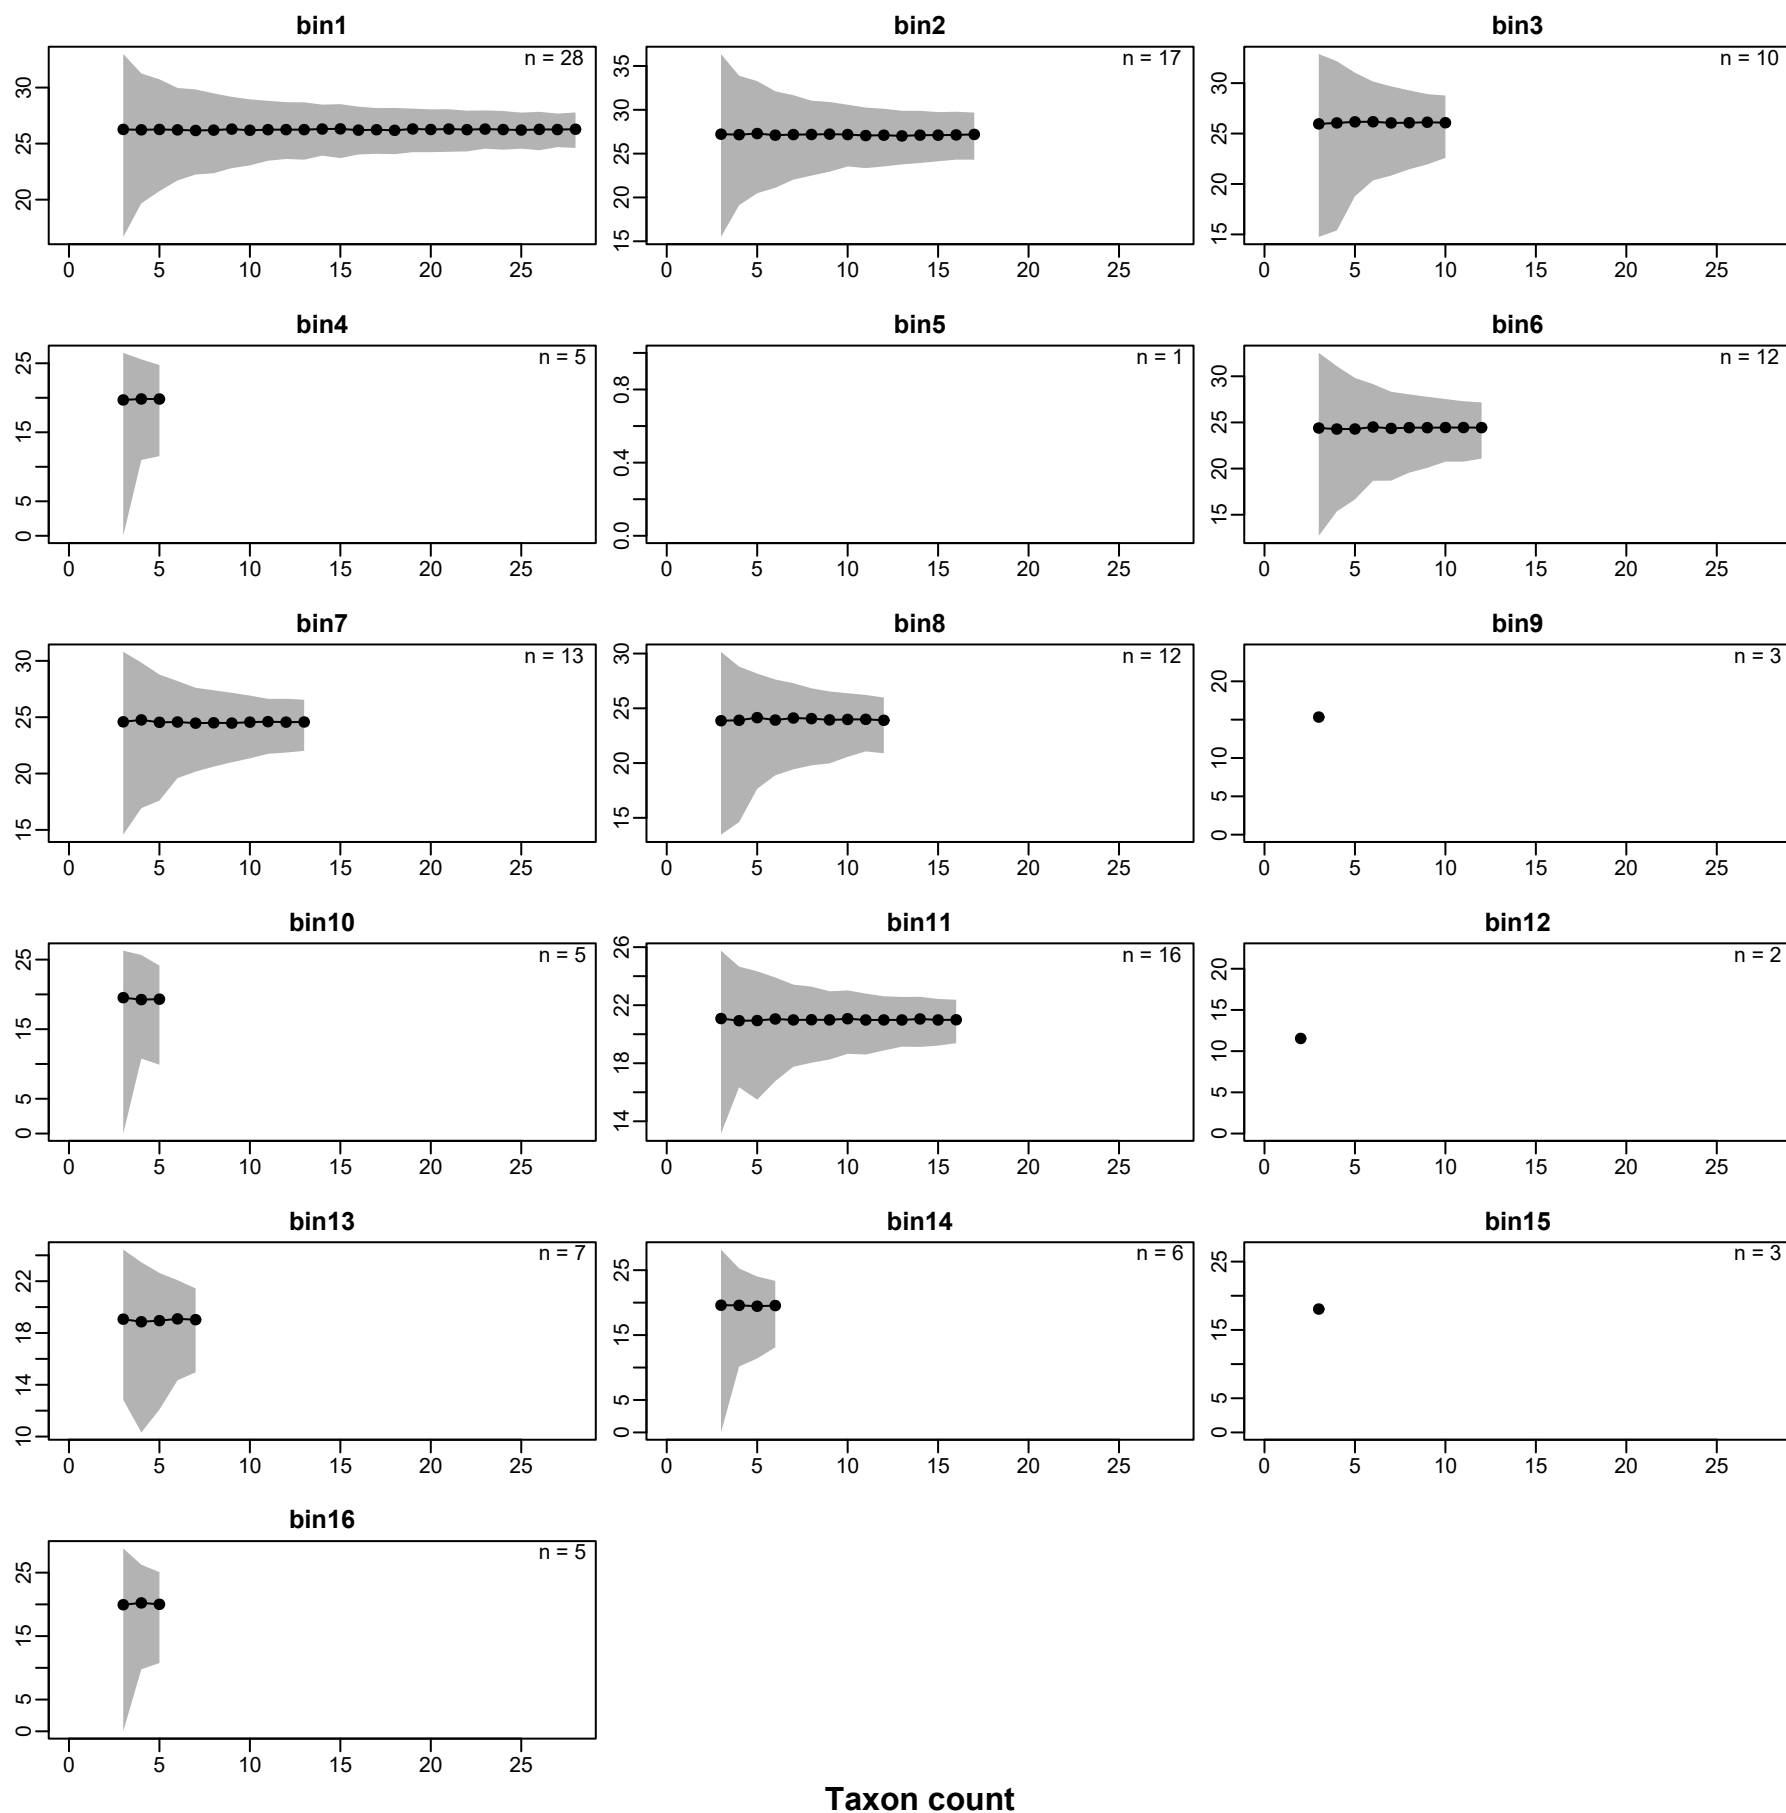 bin1 bin2 bin3
n = 28 n = 17 n = 10
20 25 30
15 20 25 30 35
15 20 25 30
0 5 10 15 20 25 0 5 10 15 20 25 0 5 10 15 20 25
bin4 bin5 bin6
n = 5 n = 1 n = 12
0 5 15 25
0.0 0.4 0.8
15 20 25 30
0 5 10 15 20 25 0 5 10 15 20 25 0 5 10 15 20 25
bin7 bin8 bin9
n = 13 n = 12 n = 3
15 20 25 30
15 20 25 30
0 5 10 20
0 5 10 15 20 25 0 5 10 15 20 25 0 5 10 15 20 25
bin10 bin11 bin12
n = 5 n = 16 n = 2
0 5 15 25
14 18 22 26
0 5 10 15 20
0 5 10 15 20 25 0 5 10 15 20 25 0 5 10 15 20 25
bin13 bin14 bin15
n = 7 n = 6 n = 3
10 14 18 22
0 5 15 25
0 5 15 25
0 5 10 15 20 25 0 5 10 15 20 25 0 5 10 15 20 25
bin16
n = 5
0 5 15 25
0 5 10 15 20 25
Taxon count